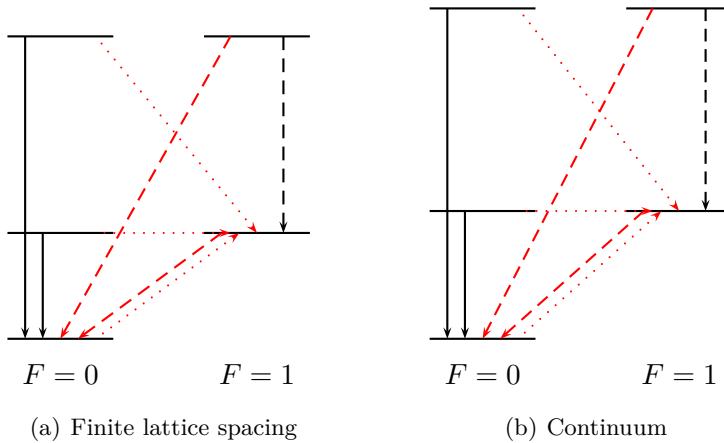 F = 0
F = 1
F = 0
F = 1
(a) Finite lattice spacing
(b) Continuum